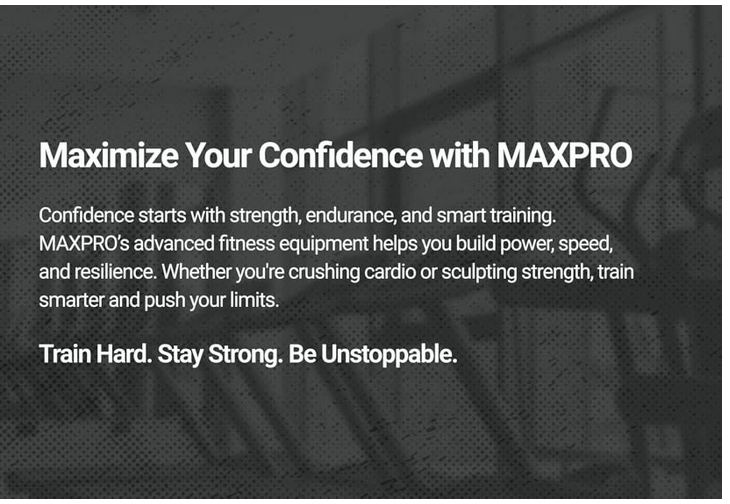 Maximize Your Confidence with MAXPRO
Confidence starts with strength, endurance, and smart training.
MAXPRO's advanced fitness equipment helps you build power, speed,
and resilience. Whether you're crushing cardio or sculpting strength, train
smarter and push your limits.
Train Hard. Stay Strong. Be Unstoppable.